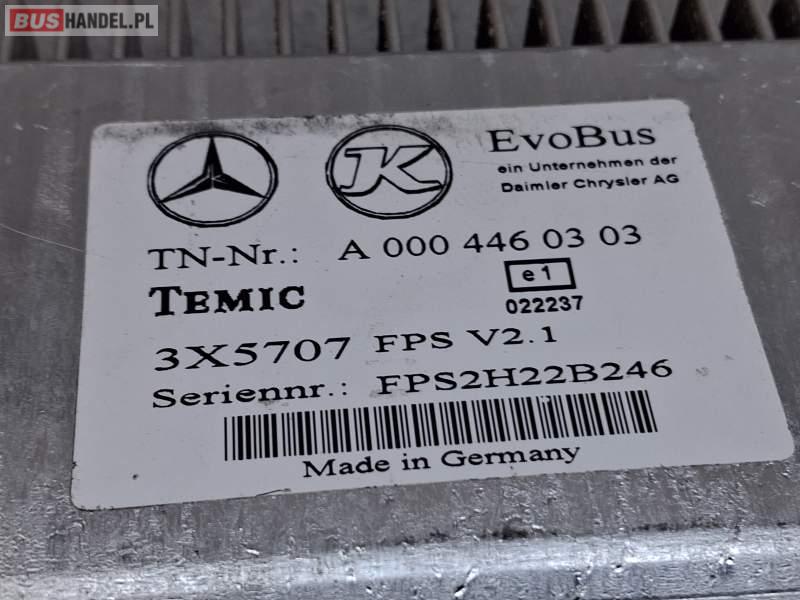 BUSHANDEL.PL
K
EvoBus
ein Unternehmen der
Daimler Chrysler AG
TN-Nr.: A 000 446 03 03
TEMIC
e1
022237
3X5707 FPS V2.1
Seriennr.: FPS2H22B246
Made in Germany